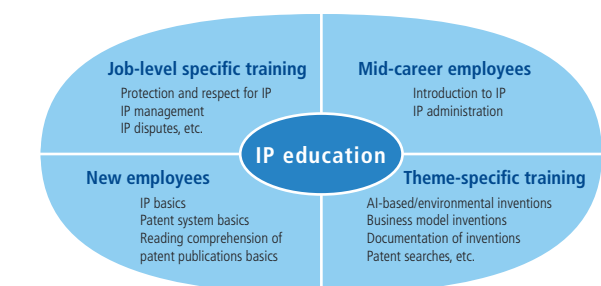 Job-level specific training
Protection and respect for IP
IP management
IP disputes, etc.
Mid-career employees
Introduction to IP
IP administration
IP education
New employees
IP basics
Patent system basics
Reading comprehension of
patent publications basics
Theme-specific training
AI-based/environmental inventions
Business model inventions
Documentation of inventions
Patent searches, etc.